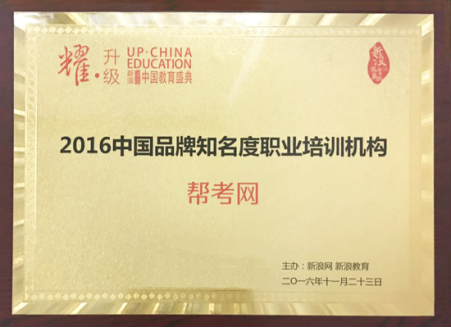 耀·升级
UP·CHINA
EDUCATION
中国教育盛典
2016中国品牌知名度职业培训机构
帮考网
主办：新浪网 新浪教育
二〇一六年十一月二十三日